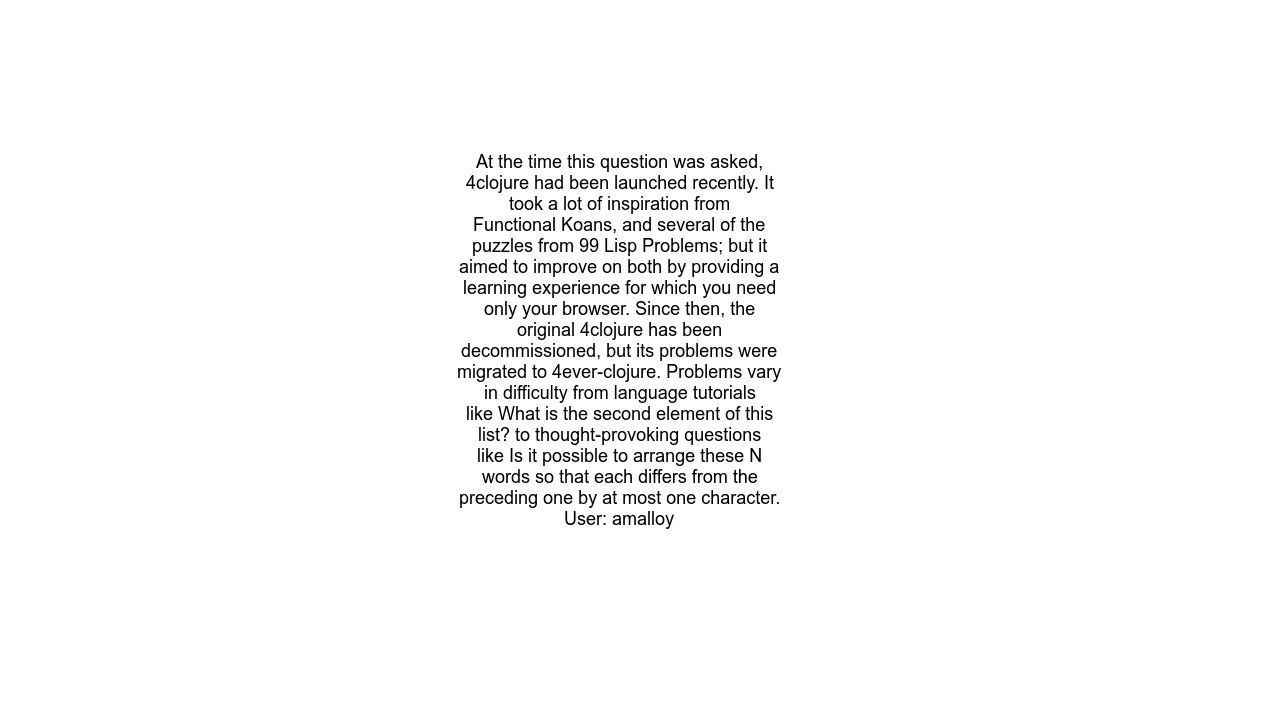 At the time this question was asked,
4clojure had been launched recently. It
took a lot of inspiration from
Functional Koans, and several of the
puzzles from 99 Lisp Problems; but it
aimed to improve on both by providing a
learning experience for which you need
only your browser. Since then, the
original 4clojure has been
decommissioned, but its problems were
migrated to 4ever-clojure. Problems vary
in difficulty from language tutorials
like What is the second element of this
list? to thought-provoking questions
like Is it possible to arrange these N
words so that each differs from the
preceding one by at most one character.
User: amalloy